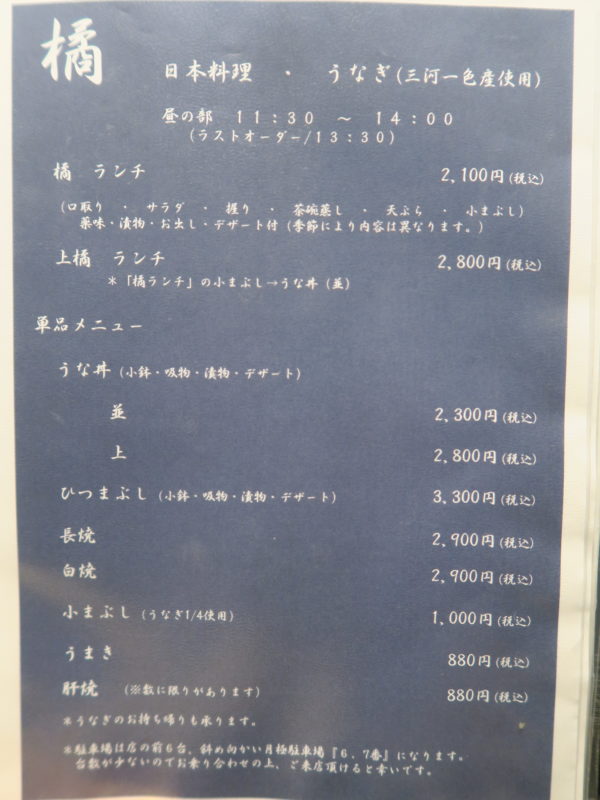 橘
日本料理 ・ うなぎ(三河一色産使用)
昼の部 11:30 ～ 14:00
(ラストオーダー/13:30)
橘 ランチ 2,100円(税込)
(口取り ・ サラダ ・ 握り ・ 茶碗蒸し ・ 天ぷら ・ 小まぶし)
薬味・漬物・お出し・デザート付(季節により内容は異なります。)
上橘 ランチ 2,800円(税込)
＊「橘ランチ」の小まぶし→うな丼(並)
単品メニュー
うな丼(小鉢・吸物・漬物・デザート)
並 2,300円(税込)
上 2,800円(税込)
ひつまぶし(小鉢・吸物・漬物・デザート) 3,300円(税込)
長焼 2,900円(税込)
白焼 2,900円(税込)
小まぶし(うなぎ1/4使用) 1,000円(税込)
うまき 880円(税込)
肝焼 (※数に限りがあります) 880円(税込)
＊うなぎのお持ち帰りも承ります。
＊駐車場は店の前6台、斜め向かい月極駐車場『6、7番』になります。
台数が少ないのでお乗り合わせの上、ご来店頂けると幸いです。